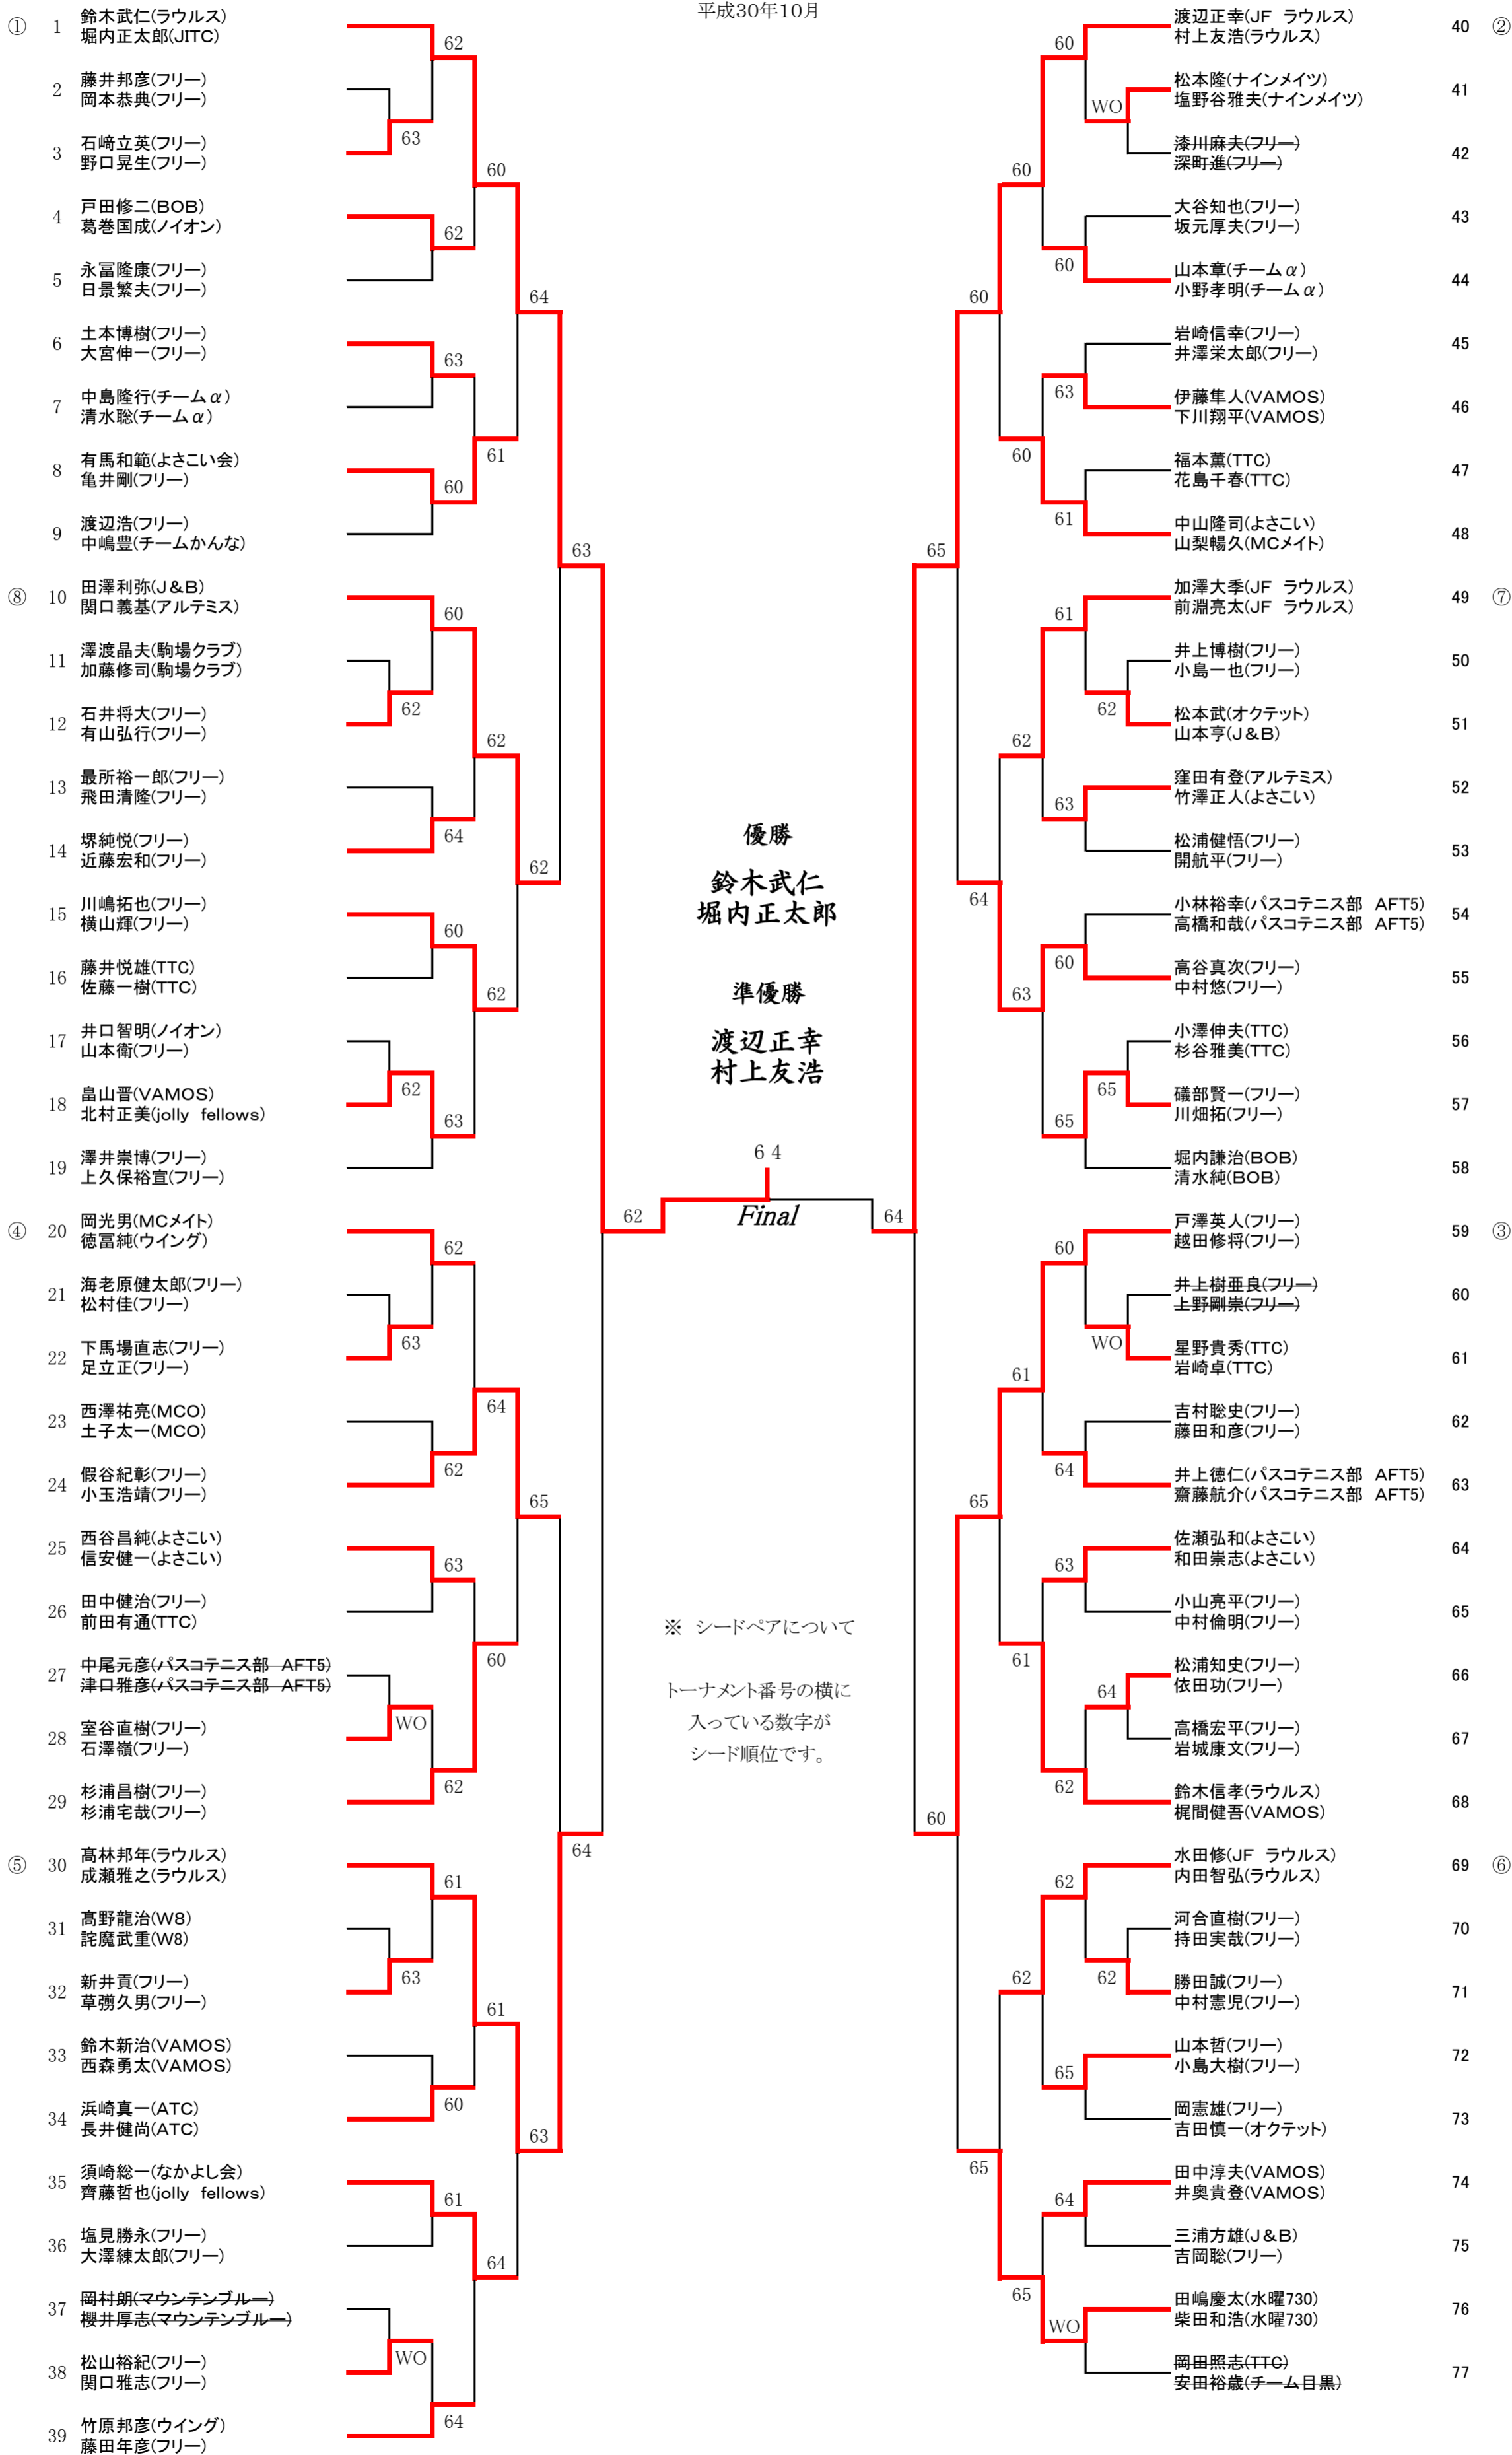 平成30年10月
① 1 鈴木武仁(ラウルス)
堀内正太郎(JITC)
62
2 藤井邦彦(フリー)
岡本恭典(フリー)
63
3 石﨑立英(フリー)
野口晃生(フリー)
60
4 戸田修二(BOB)
葛巻国成(ノイオン)
62
5 永冨隆康(フリー)
日景繁夫(フリー)
64
6 土本博樹(フリー)
大宮伸一(フリー)
63
7 中島隆行(チームα)
清水聡(チームα)
61
8 有馬和範(よさこい会)
亀井剛(フリー)
60
9 渡辺浩(フリー)
中嶋豊(チームかんな)
63
⑧ 10 田澤利弥(J&B)
関口義基(アルテミス)
60
11 澤渡晶夫(駒場クラブ)
加藤修司(駒場クラブ)
62
12 石井将大(フリー)
有山弘行(フリー)
62
13 最所裕一郎(フリー)
飛田清隆(フリー)
64
14 堺純悦(フリー)
近藤宏和(フリー)
62
15 川嶋拓也(フリー)
横山輝(フリー)
60
16 藤井悦雄(TTC)
佐藤一樹(TTC)
62
17 井口智明(ノイオン)
山本衛(フリー)
62
18 畠山晋(VAMOS)
北村正美(jolly fellows)
63
19 澤井崇博(フリー)
上久保裕宣(フリー)
62
④ 20 岡光男(MCメイト)
徳冨純(ウイング)
62
21 海老原健太郎(フリー)
松村佳(フリー)
63
22 下馬場直志(フリー)
足立正(フリー)
64
23 西澤祐亮(MCO)
土子太一(MCO)
62
24 假谷紀彰(フリー)
小玉浩靖(フリー)
65
25 西谷昌純(よさこい)
信安健一(よさこい)
63
26 田中健治(フリー)
前田有通(TTC)
60
27 中尾元彦(パスコテニス部 AFT5)
津口雅彦(パスコテニス部 AFT5)
WO
28 室谷直樹(フリー)
石澤嶺(フリー)
62
29 杉浦昌樹(フリー)
杉浦宅哉(フリー)
64
⑤ 30 髙林邦年(ラウルス)
成瀬雅之(ラウルス)
61
31 髙野龍治(W8)
詫魔武重(W8)
63
32 新井貢(フリー)
草彅久男(フリー)
61
33 鈴木新治(VAMOS)
西森勇太(VAMOS)
60
34 浜崎真一(ATC)
長井健尚(ATC)
63
35 須崎総一(なかよし会)
齊藤哲也(jolly fellows)
61
36 塩見勝永(フリー)
大澤練太郎(フリー)
64
37 岡村朗(マウンテンブルー)
櫻井厚志(マウンテンブルー)
WO
38 松山裕紀(フリー)
関口雅志(フリー)
64
39 竹原邦彦(ウイング)
藤田年彦(フリー)
優勝
鈴木武仁
堀内正太郎
準優勝
渡辺正幸
村上友浩
6 4
Final
※ シードペアについて
トーナメント番号の横に
入っている数字が
シード順位です。
渡辺正幸(JF ラウルス) 40 ②
村上友浩(ラウルス)
60
松本隆(ナインメイツ) 41
塩野谷雅夫(ナインメイツ)
WO
漆川麻夫(フリー) 42
深町進(フリー)
60
大谷知也(フリー) 43
坂元厚夫(フリー)
60
山本章(チームα) 44
小野孝明(チームα)
60
岩崎信幸(フリー) 45
井澤栄太郎(フリー)
63
伊藤隼人(VAMOS) 46
下川翔平(VAMOS)
60
福本薫(TTC) 47
花島千春(TTC)
61
中山隆司(よさこい) 48
山梨暢久(MCメイト)
65
加澤大季(JF ラウルス) 49 ⑦
前淵亮太(JF ラウルス)
61
井上博樹(フリー) 50
小島一也(フリー)
62
松本武(オクテット) 51
山本亨(J&B)
62
窪田有登(アルテミス) 52
竹澤正人(よさこい)
63
松浦健悟(フリー) 53
開航平(フリー)
64
小林裕幸(パスコテニス部 AFT5) 54
高橋和哉(パスコテニス部 AFT5)
60
高谷真次(フリー) 55
中村悠(フリー)
63
小澤伸夫(TTC) 56
杉谷雅美(TTC)
65
礒部賢一(フリー) 57
川畑拓(フリー)
65
堀内謙治(BOB) 58
清水純(BOB)
64
戸澤英人(フリー) 59 ③
越田修将(フリー)
60
井上樹亜良(フリー) 60
上野剛崇(フリー)
WO
星野貴秀(TTC) 61
岩崎卓(TTC)
61
吉村聡史(フリー) 62
藤田和彦(フリー)
64
井上徳仁(パスコテニス部 AFT5) 63
齋藤航介(パスコテニス部 AFT5)
65
佐瀬弘和(よさこい) 64
和田崇志(よさこい)
63
小山亮平(フリー) 65
中村倫明(フリー)
61
松浦知史(フリー) 66
依田功(フリー)
64
高橋宏平(フリー) 67
岩城康文(フリー)
62
鈴木信孝(ラウルス) 68
梶間健吾(VAMOS)
60
水田修(JF ラウルス) 69 ⑥
内田智弘(ラウルス)
62
河合直樹(フリー) 70
持田実哉(フリー)
62
勝田誠(フリー) 71
中村憲児(フリー)
62
山本哲(フリー) 72
小島大樹(フリー)
65
岡憲雄(フリー) 73
吉田慎一(オクテット)
65
田中淳夫(VAMOS) 74
井奥貴登(VAMOS)
64
三浦方雄(J&B) 75
吉岡聡(フリー)
65
田嶋慶太(水曜730) 76
柴田和浩(水曜730)
WO
岡田照志(TTC) 77
安田裕歳(チーム目黒)